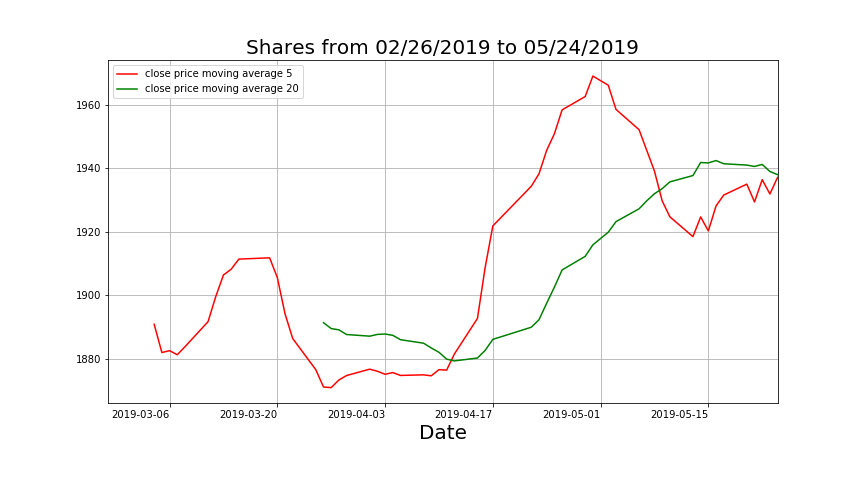 Shares from 02/26/2019 to 05/24/2019
close price moving average 5
close price moving average 20
1960
1940
1920
1900
1880
2019-03-06 2019-03-20 2019-04-03 2019-04-17 2019-05-01 2019-05-15
Date